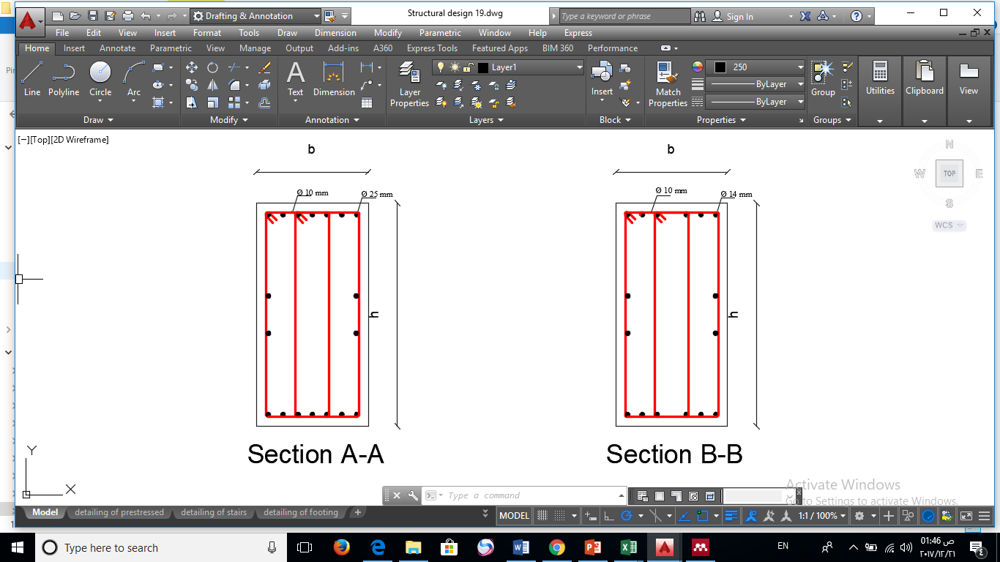 Drafting & Annotation
Structural design 19.dwg
Type a keyword or phrase
Sign In
File Edit View Insert Format Tools Draw Dimension Modify Parametric Window Help Express
Home Insert Annotate Parametric View Manage Output Add-ins A360 Express Tools Featured Apps BIM 360 Performance
Line Polyline Circle Arc
Text Dimension
Layer Properties
Layer1
Insert
Match Properties
250
ByLayer
ByLayer
Group
Utilities
Clipboard
View
Draw Modify Annotation Layers Block Properties Groups
[−][Top][2D Wireframe]
b b
N
W TOP E
S
WCS
Ø 10 mm Ø 25 mm Ø 10 mm Ø 14 mm
h h
Section A-A Section B-B
Y
X
Activate Windows
Go to Settings to activate Windows.
Type a command
Model detailing of prestressed detailing of stairs detailing of footing +
MODEL 1:1 / 100%
Type here to search
EN
01:46 ص
٢٠١٧/١٢/٢١